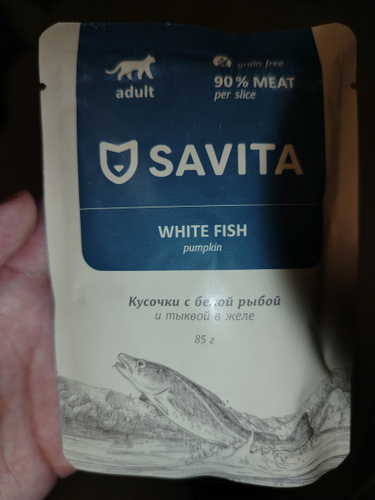 grain free
90% MEAT
per slice
adult
SAVITA
WHITE FISH
pumpkin
Кусочки с белой рыбой
и тыквой в желе
85 г